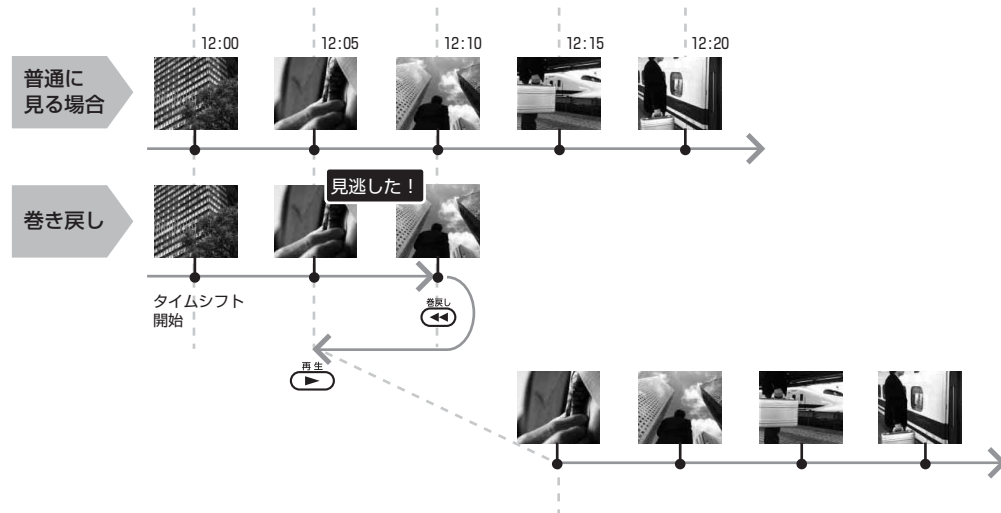 12:00
12:05
12:10
12:15
12:20
普通に
見る場合
見逃した！
巻き戻し
タイムシフト
開始
巻戻し
再生